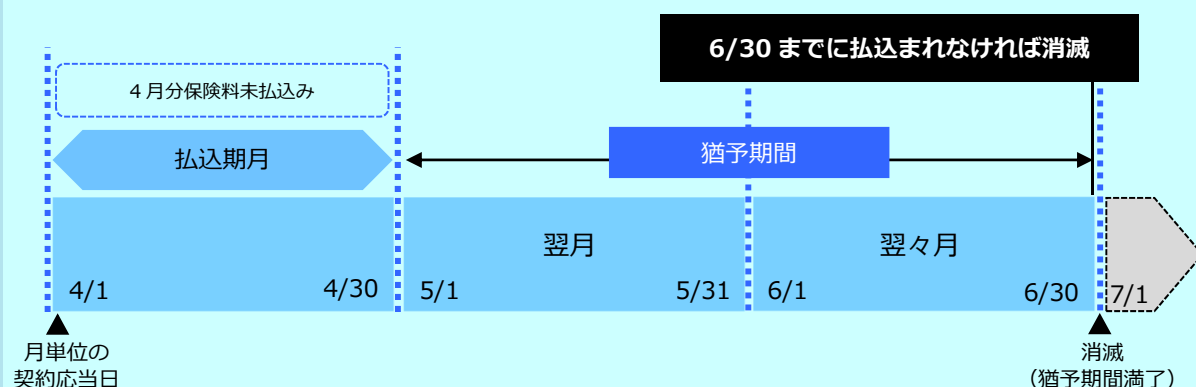 6/30 までに払込まれなければ消滅
４月分保険料未払込み
払込期月
猶予期間
翌月
翌々月
4/1
4/30
5/1
5/31
6/1
6/30
7/1
月単位の
契約応当日
消滅
（猶予期間満了）